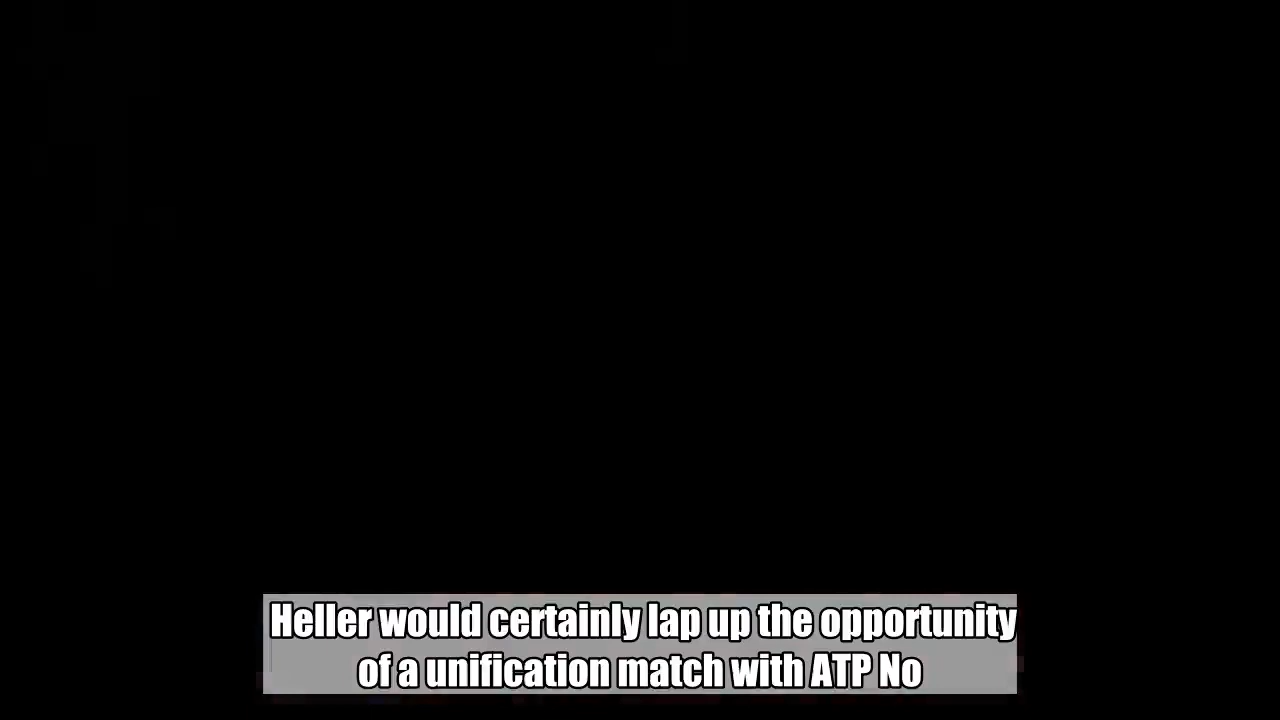 Heller would certainly lap up the opportunity
of a unification match with ATP No